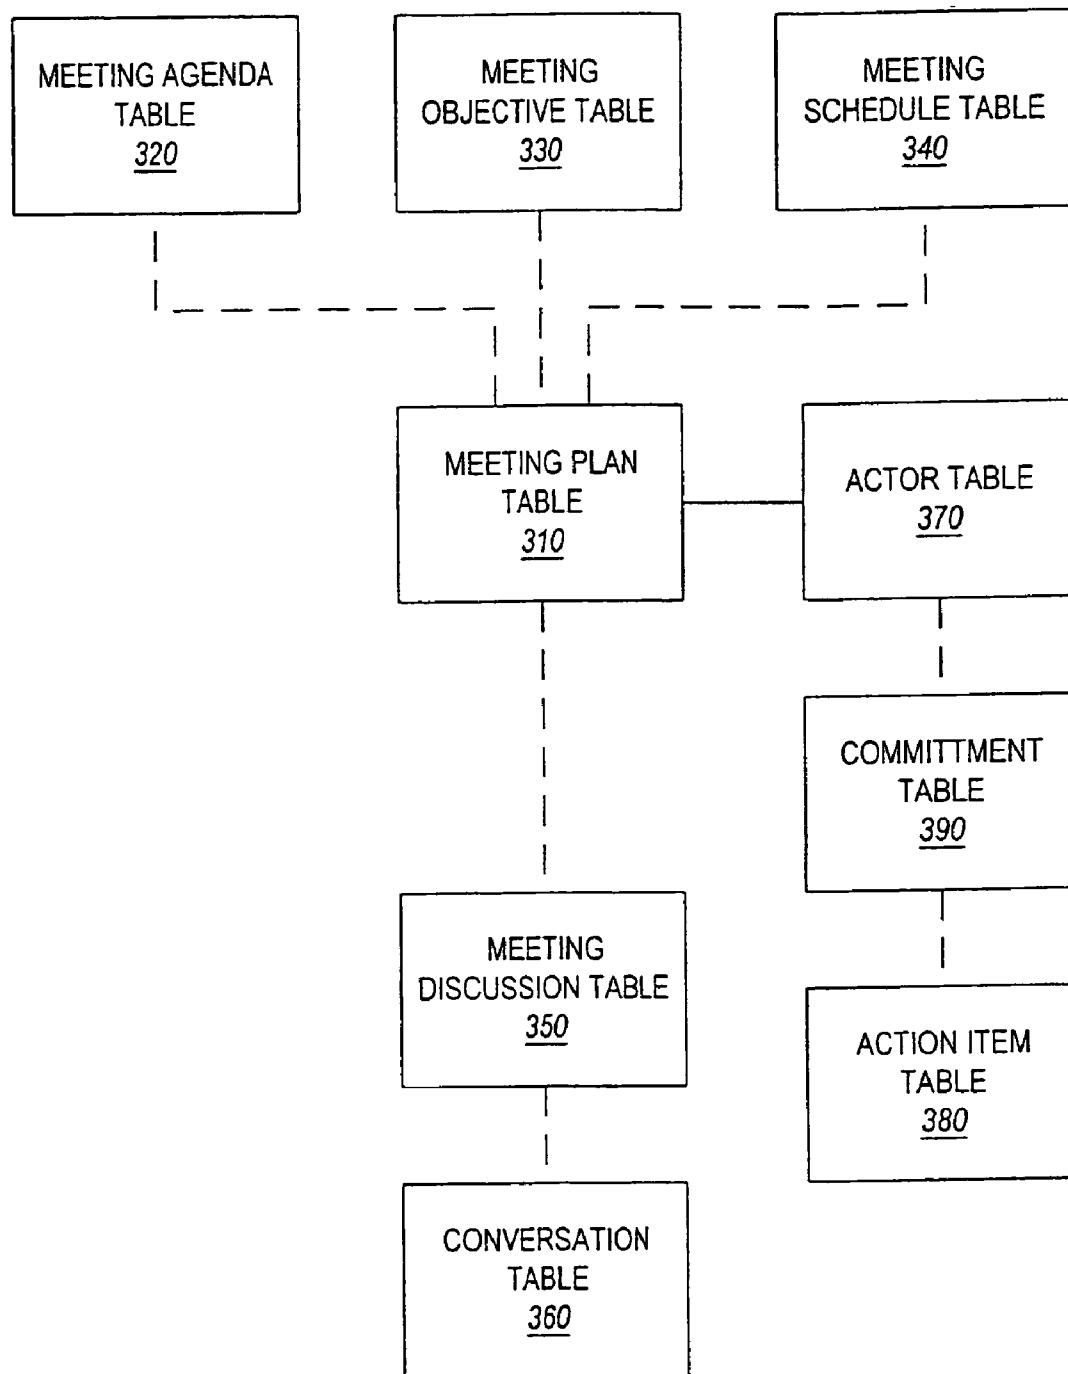 MEETING AGENDA
TABLE
320
MEETING
OBJECTIVE TABLE
330
MEETING
SCHEDULE TABLE
340
MEETING PLAN
TABLE
310
ACTOR TABLE
370
COMMITTMENT
TABLE
390
MEETING
DISCUSSION TABLE
350
ACTION ITEM
TABLE
380
CONVERSATION
TABLE
360